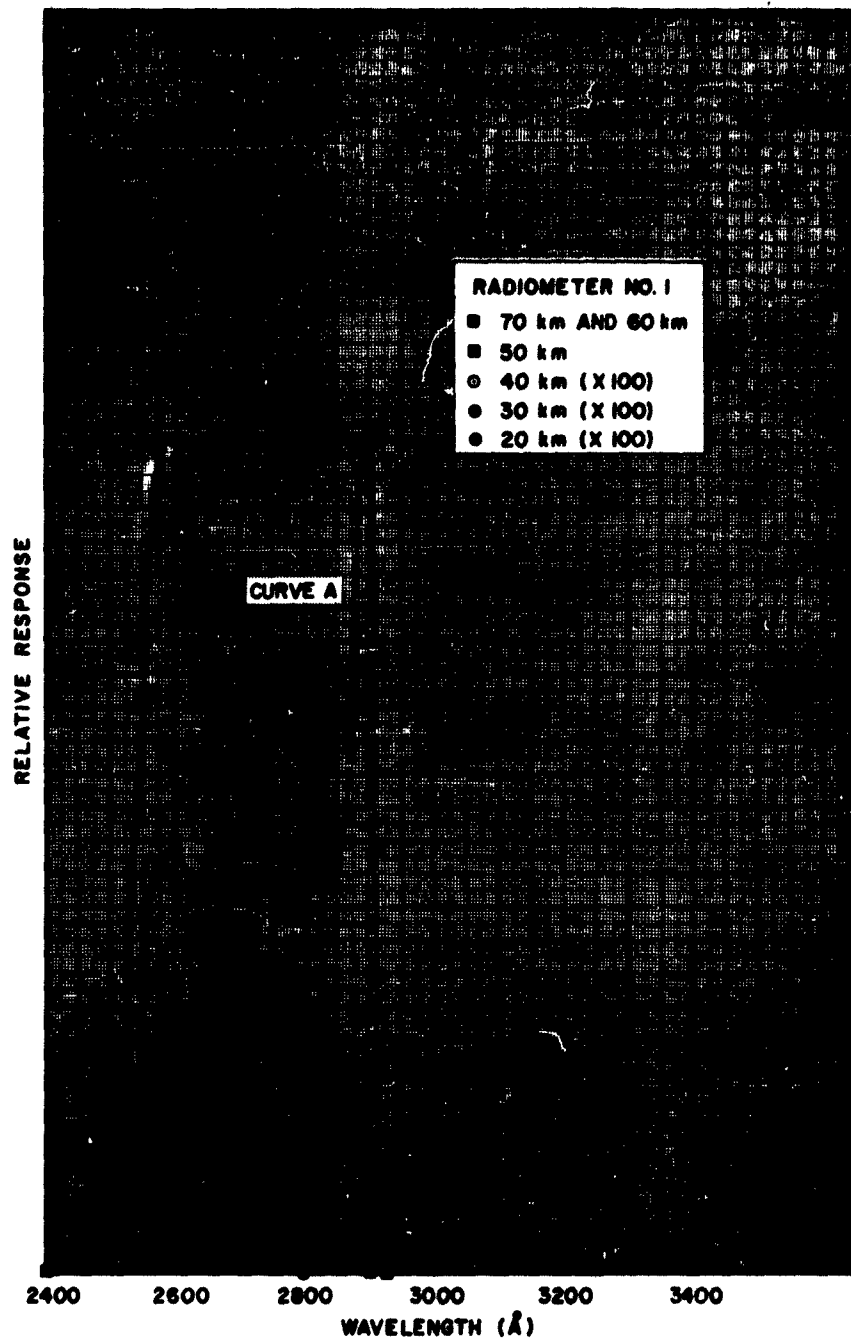 RADIOMETER NO. 1
70 km AND 60 km
50 km
40 km (X 100)
30 km (X 100)
20 km (X 100)
CURVE A
RELATIVE RESPONSE
2400 2600 2800 3000 3200 3400
WAVELENGTH (Å)